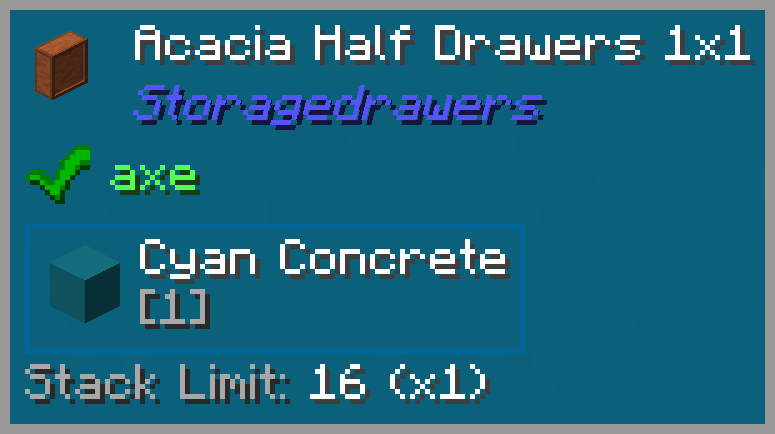 Acacia Half Drawers 1x1
Storagedrawers
axe
Cyan Concrete
[1]
Stack Limit: 16 (x1)